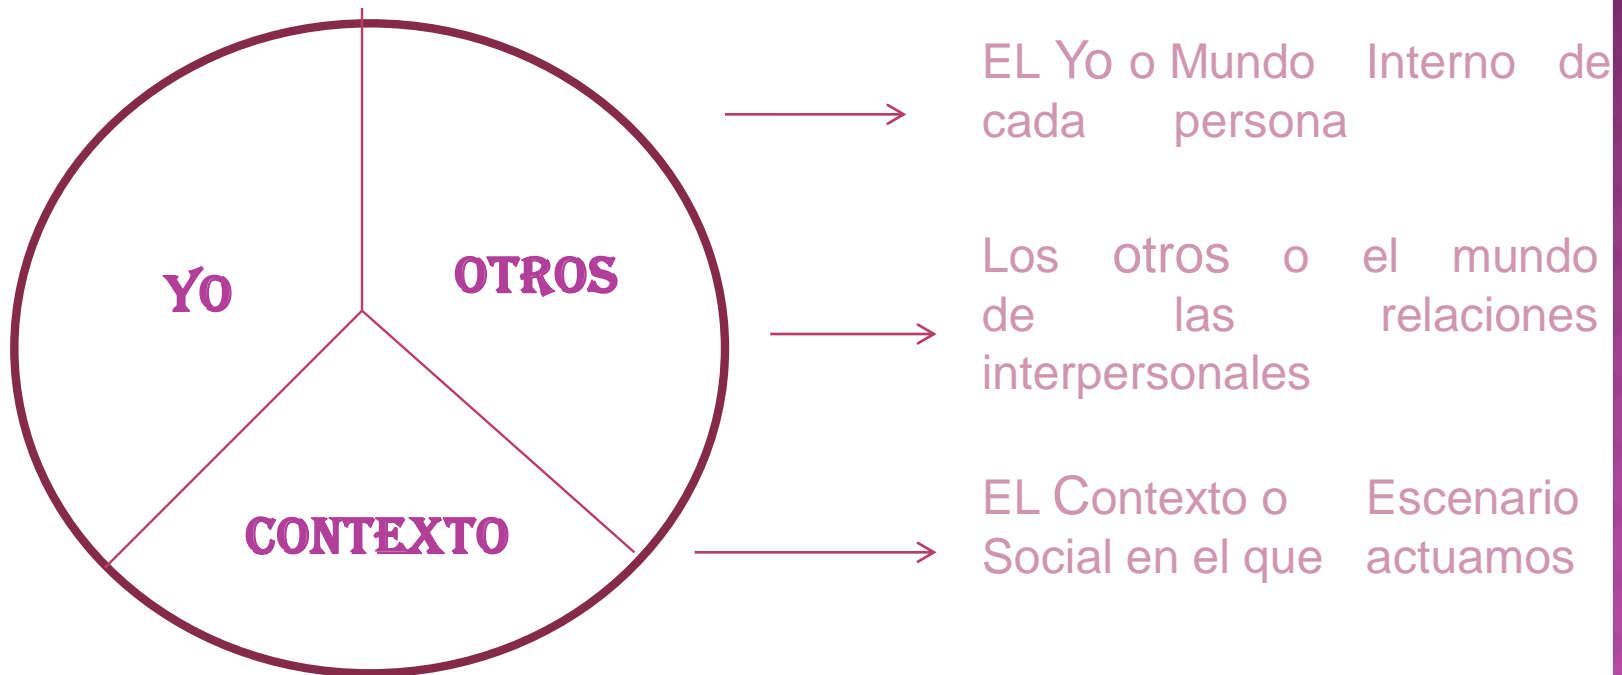 YO
OTROS
CONTEXTO
EL Yo o Mundo Interno de
cada persona
Los otros o el mundo
de las relaciones
interpersonales
EL Contexto o Escenario
Social en el que actuamos